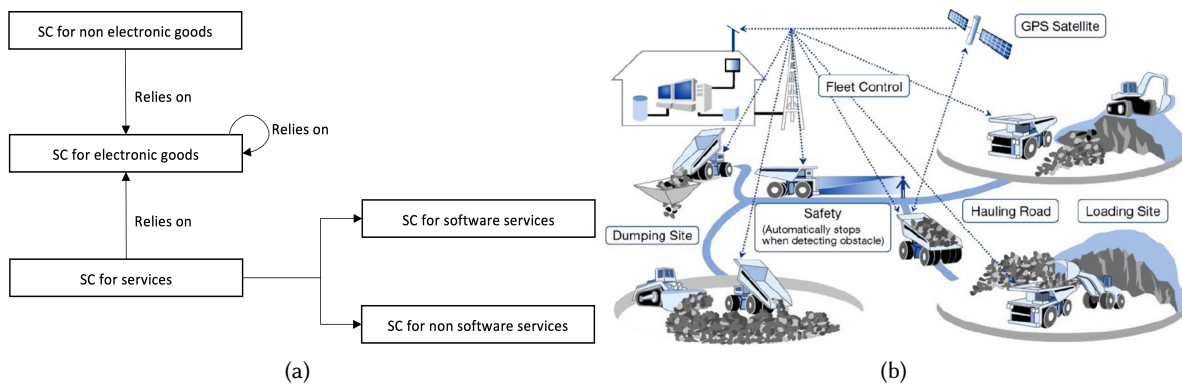 SC for non electronic goods
Relies on
Relies on
SC for electronic goods
Relies on
SC for software services
SC for services
SC for non software services
(a)
GPS Satellite
Fleet Control
Safety
(Automatically stops
when detecting obstacle)
Hauling Road
Loading Site
Dumping Site
(b)